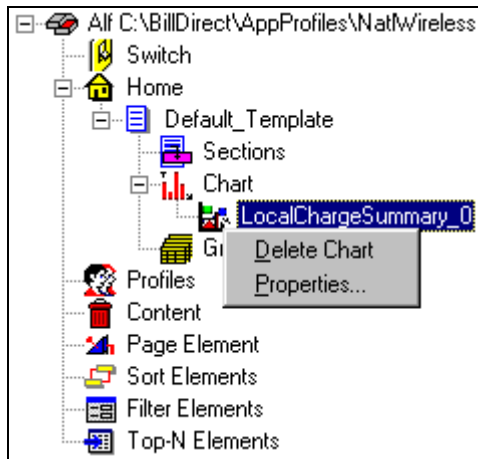 Alf C:\BillDirect\AppProfiles\NatlWireless
Switch
Home
Default_Template
Sections
Chart
LocalChargeSummary_0
Delete Chart
Properties...
Profiles
Content
Page Element
Sort Elements
Filter Elements
Top-N Elements